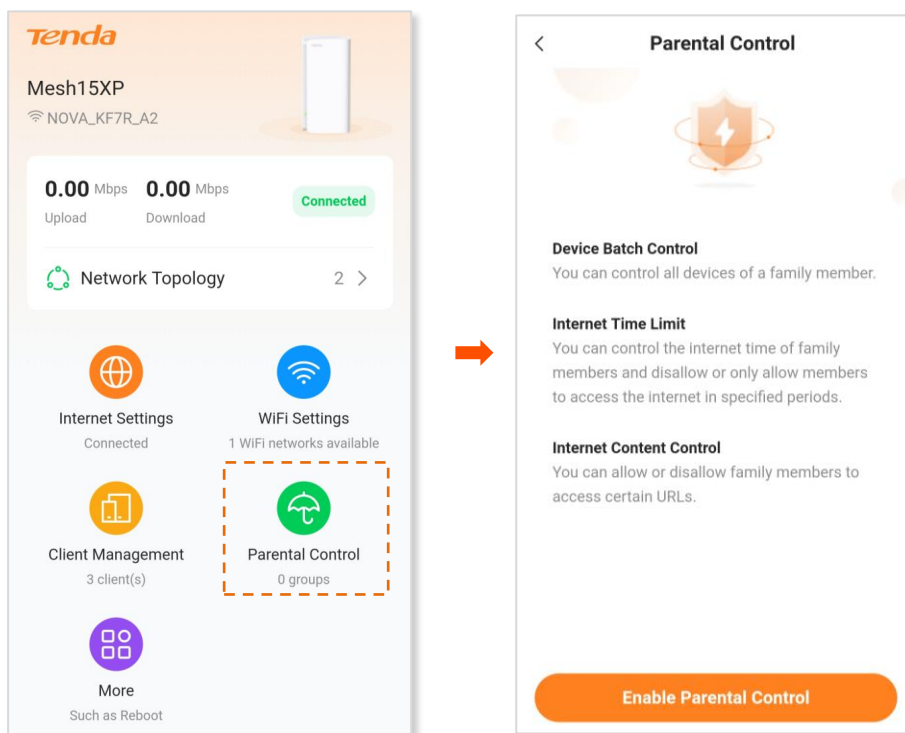 Tenda
Mesh15XP
NOVA_KF7R_A2
0.00 Mbps 0.00 Mbps
Upload Download
Connected
Network Topology 2
Internet Settings
Connected
WiFi Settings
1 WiFi networks available
Client Management
3 client(s)
Parental Control
0 groups
More
Such as Reboot
Parental Control
Device Batch Control
You can control all devices of a family member.
Internet Time Limit
You can control the internet time of family
members and disallow or only allow members
to access the internet in specified periods.
Internet Content Control
You can allow or disallow family members to
access certain URLs.
Enable Parental Control